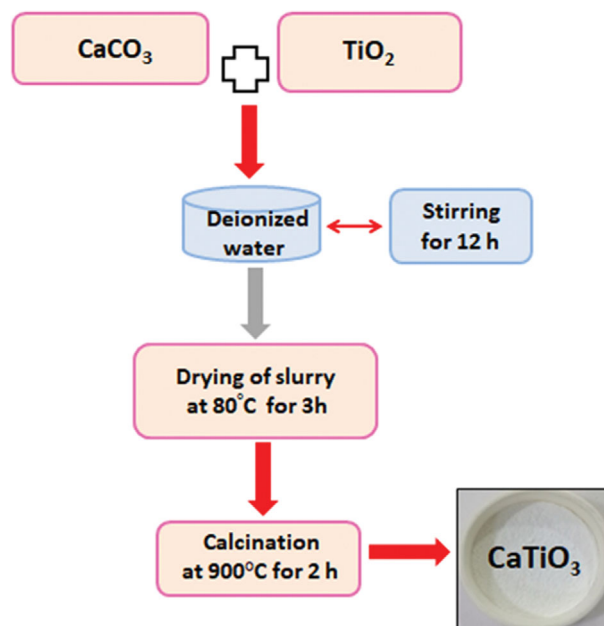 CaCO₃
TiO₂
Deionized
water
Stirring
for 12 h
Drying of slurry
at 80°C for 3h
Calcination
at 900°C for 2 h
CaTiO₃